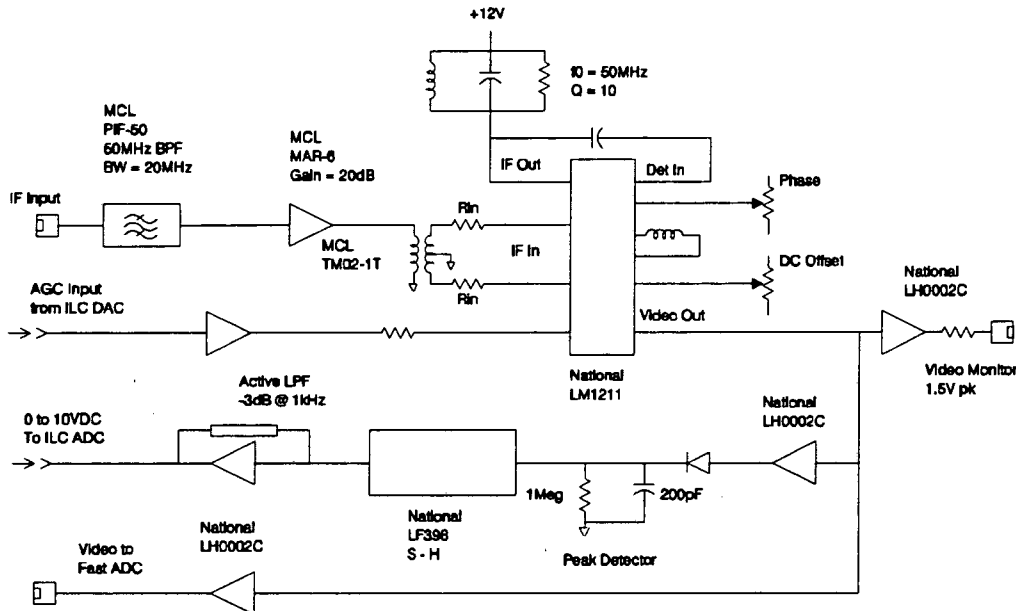 +12V
f0 = 50MHz
Q = 10
MCL
PIF-50
50MHz BPF
BW = 20MHz
MCL
MAR-6
Gain = 20dB
IF Out
Det In
Phase
IF Input
Rin
MCL
TM02-1T
IF In
Rin
DC Offset
National
LH0002C
AGC Input
from ILC DAC
Video Out
National
LM1211
Video Monitor
1.5V pk
Active LPF
-3dB @ 1kHz
0 to 10VDC
To ILC ADC
National
LH0002C
1Meg
200pF
National
LF398
S - H
Peak Detector
National
LH0002C
Video to
Fast ADC